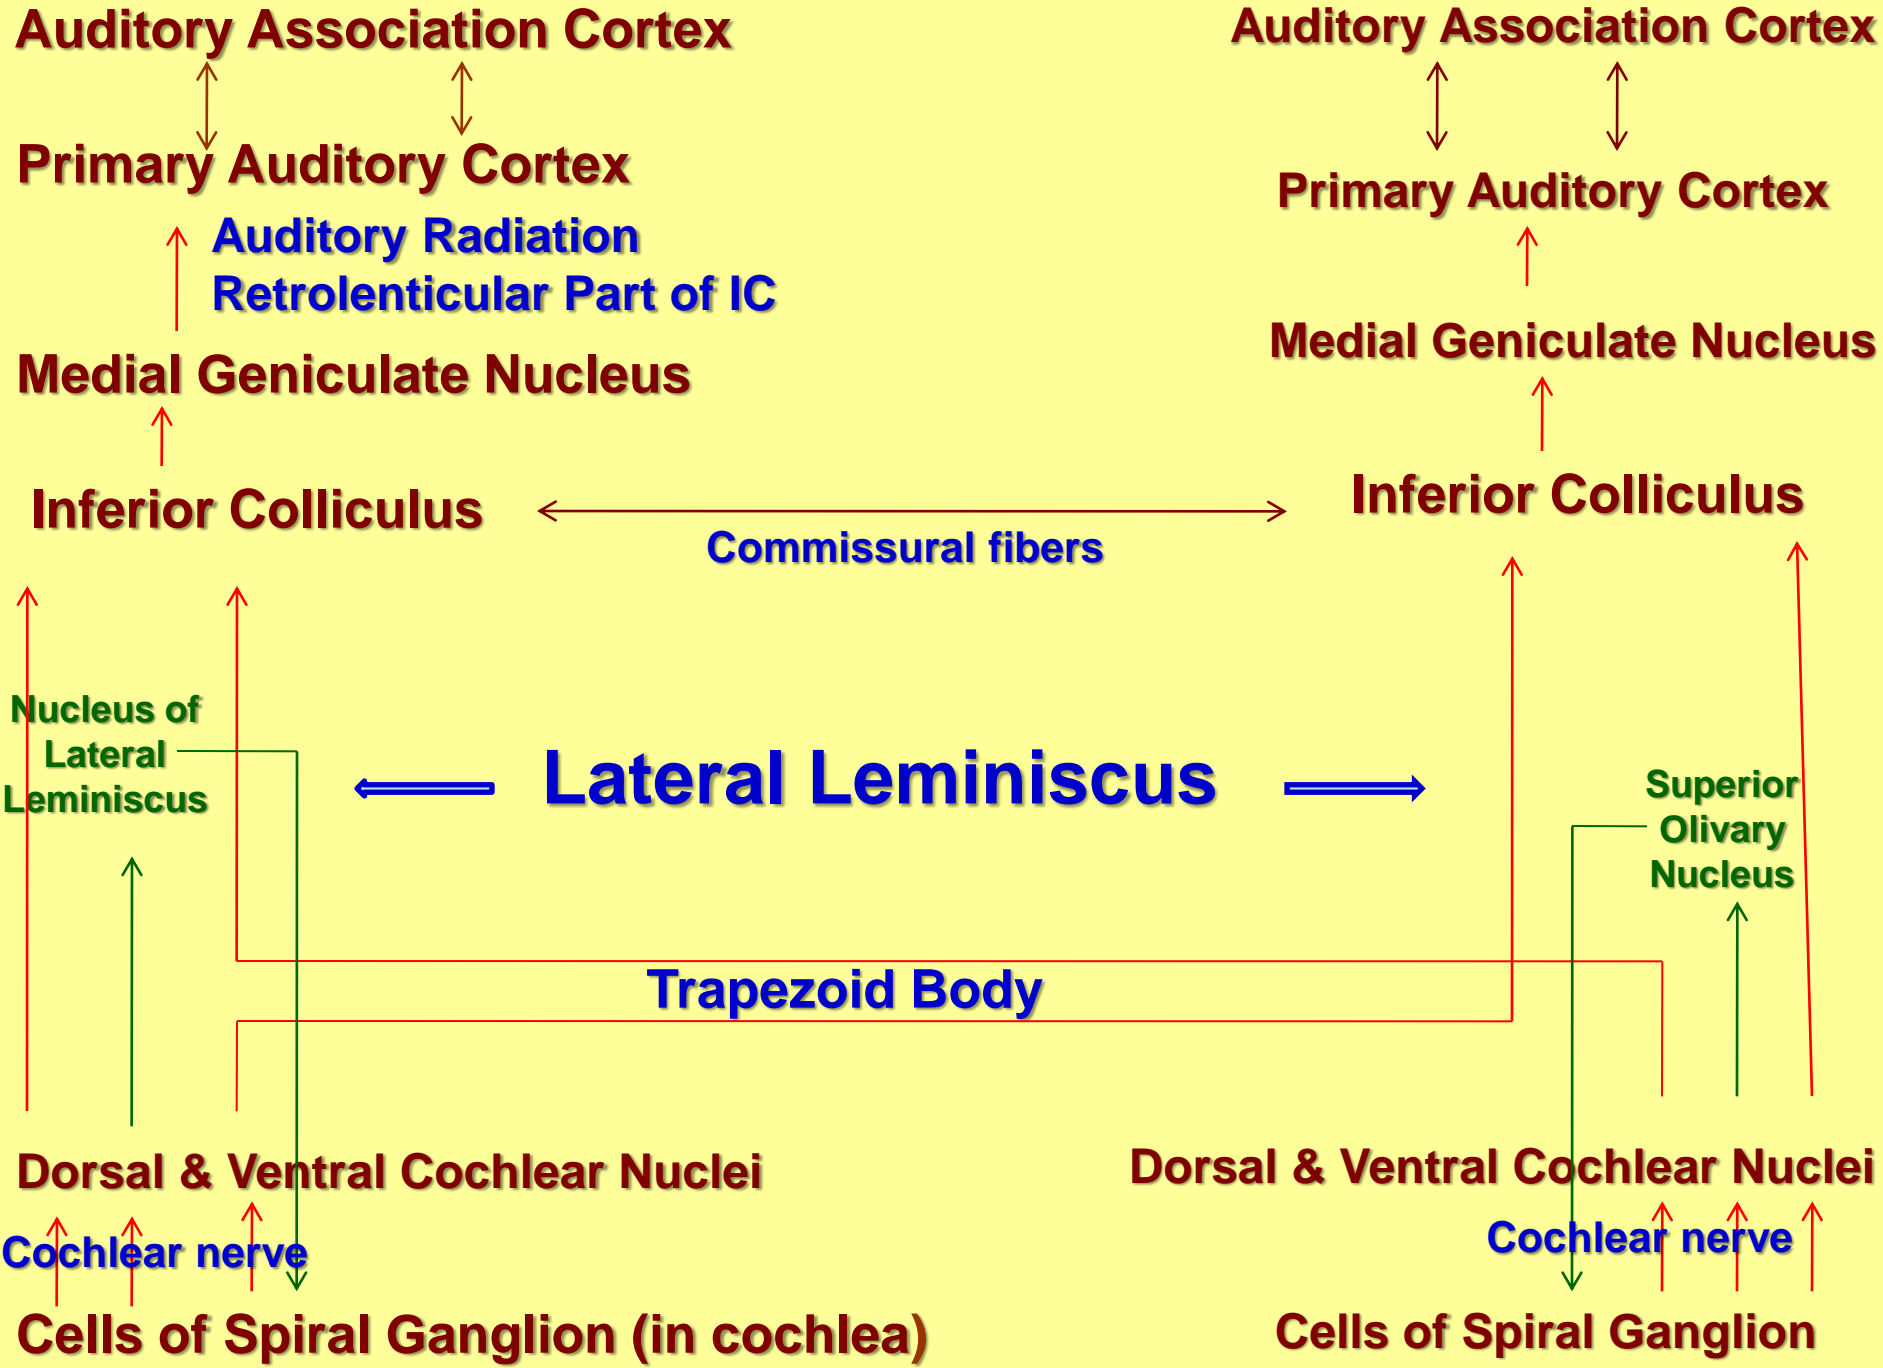 Auditory Association Cortex
Auditory Association Cortex
Primary Auditory Cortex
Primary Auditory Cortex
Auditory Radiation
Retrolenticular Part of IC
Medial Geniculate Nucleus
Medial Geniculate Nucleus
Inferior Colliculus
Inferior Colliculus
Commissural fibers
Nucleus of
Lateral
Leminiscus
Lateral Leminiscus
Superior
Olivary
Nucleus
Trapezoid Body
Dorsal & Ventral Cochlear Nuclei
Dorsal & Ventral Cochlear Nuclei
Cochlear nerve
Cochlear nerve
Cells of Spiral Ganglion (in cochlea)
Cells of Spiral Ganglion